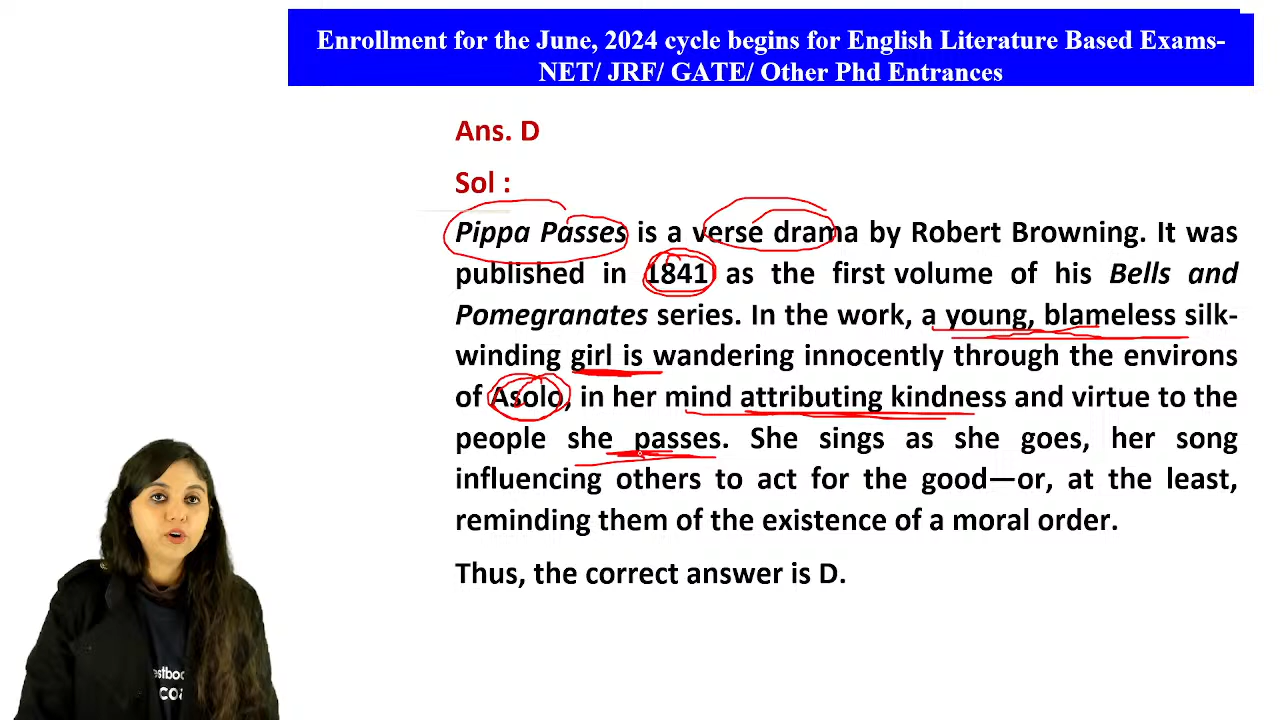 Enrollment for the June, 2024 cycle begins for English Literature Based Exams-
NET/ JRF/ GATE/ Other Phd Entrances
Ans. D
Sol :
Pippa Passes is a verse drama by Robert Browning. It was
published in 1841 as the first volume of his Bells and
Pomegranates series. In the work, a young, blameless silk-
winding girl is wandering innocently through the environs
of Asolo, in her mind attributing kindness and virtue to the
people she passes. She sings as she goes, her song
influencing others to act for the good—or, at the least,
reminding them of the existence of a moral order.
Thus, the correct answer is D.